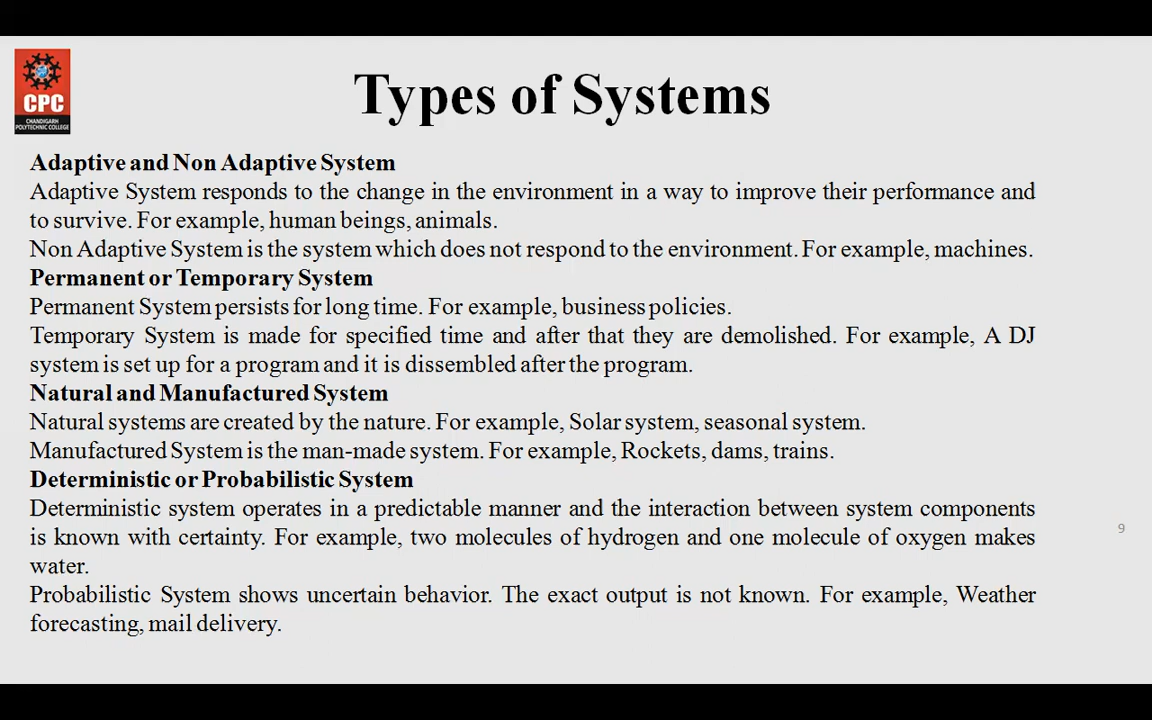 CPC
CHANDIGARH
POLYTECHNIC COLLEGE
Types of Systems
Adaptive and Non Adaptive System
Adaptive System responds to the change in the environment in a way to improve their performance and
to survive. For example, human beings, animals.
Non Adaptive System is the system which does not respond to the environment. For example, machines.
Permanent or Temporary System
Permanent System persists for long time. For example, business policies.
Temporary System is made for specified time and after that they are demolished. For example, A DJ
system is set up for a program and it is dissembled after the program.
Natural and Manufactured System
Natural systems are created by the nature. For example, Solar system, seasonal system.
Manufactured System is the man-made system. For example, Rockets, dams, trains.
Deterministic or Probabilistic System
Deterministic system operates in a predictable manner and the interaction between system components
is known with certainty. For example, two molecules of hydrogen and one molecule of oxygen makes
water.
Probabilistic System shows uncertain behavior. The exact output is not known. For example, Weather
forecasting, mail delivery.
9